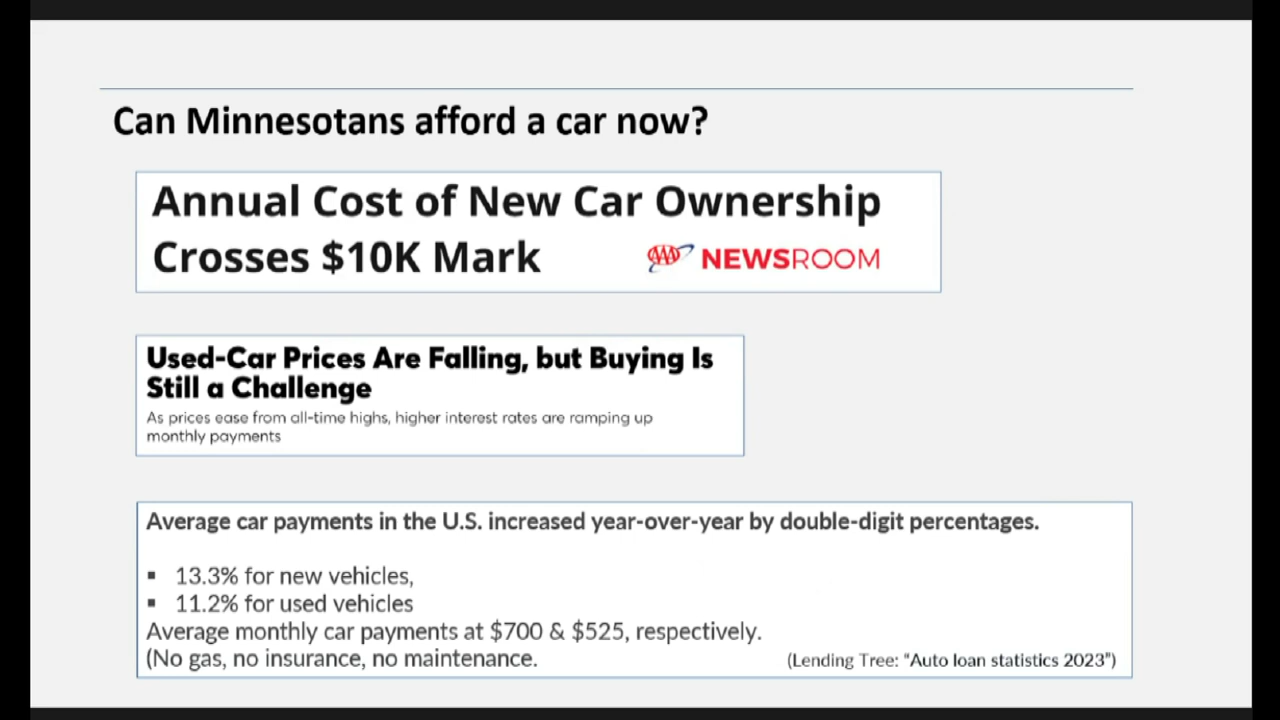 Can Minnesotans afford a car now?
Annual Cost of New Car Ownership
Crosses $10K Mark
AAA NEWSROOM
Used-Car Prices Are Falling, but Buying Is
Still a Challenge
As prices ease from all-time highs, higher interest rates are ramping up
monthly payments
Average car payments in the U.S. increased year-over-year by double-digit percentages.
▪ 13.3% for new vehicles,
▪ 11.2% for used vehicles
Average monthly car payments at $700 & $525, respectively.
(No gas, no insurance, no maintenance.
(Lending Tree: “Auto loan statistics 2023”)